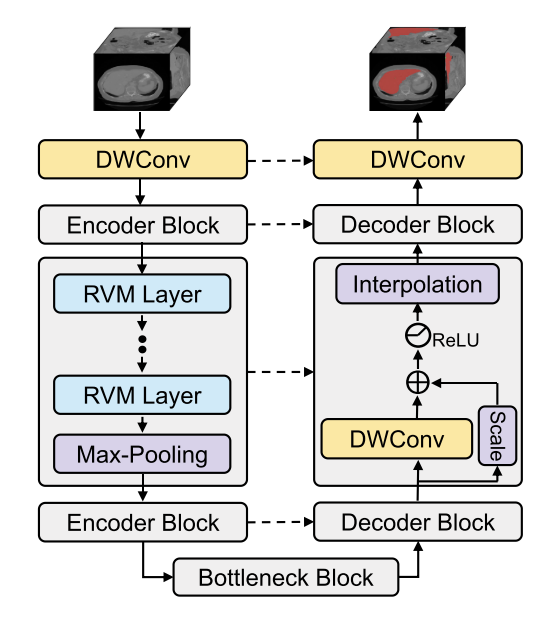 DWConv
DWConv
Encoder Block
Decoder Block
RVM Layer
Interpolation
ReLU
RVM Layer
DWConv
Scale
Max-Pooling
Encoder Block
Decoder Block
Bottleneck Block